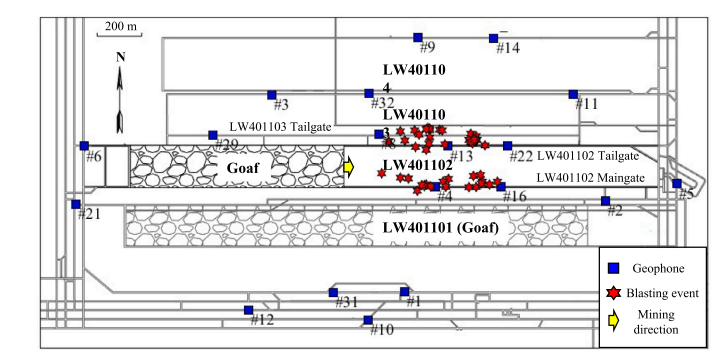 200 m
#9
#14
N
LW40110
4
#3
#32
#11
LW40110
3
LW401103 Tailgate
#29
#8
#6
#13
#22
LW401102 Tailgate
Goaf
LW401102
LW401102 Maingate
#4
#16
#5
#21
#2
LW401101 (Goaf)
Geophone
Blasting event
Mining
direction
#31
#1
#12
#10